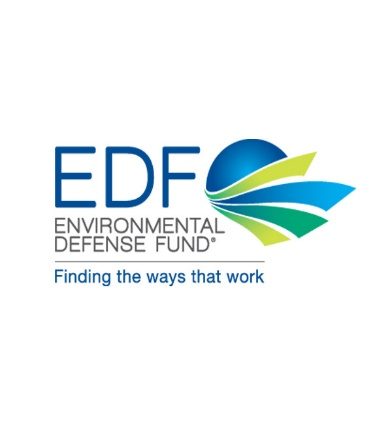 EDF
ENVIRONMENTAL
DEFENSE FUND®
Finding the ways that work